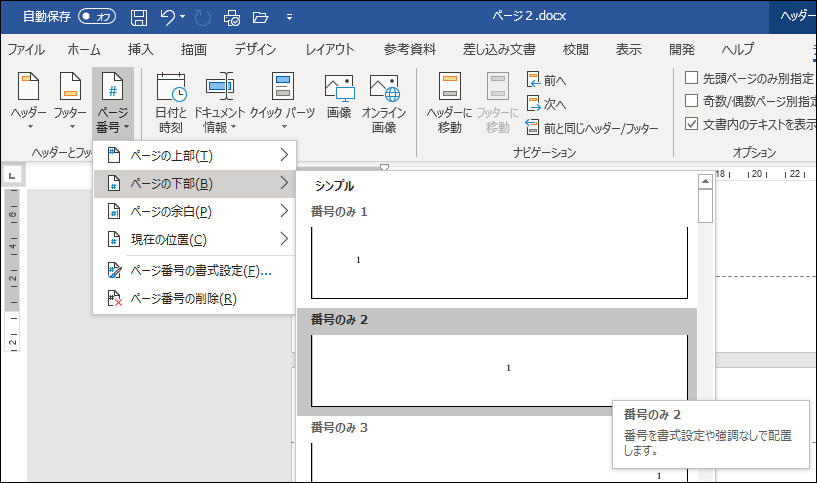 自動保存 オフ ページ2.docx ヘッダー
ファイル ホーム 挿入 描画 デザイン レイアウト 参考資料 差し込み文書 校閲 表示 開発 ヘルプ
ヘッダー フッター ページ番号 日付と時刻 ドキュメント情報 クイック パーツ 画像 オンライン画像 ヘッダーに移動 フッターに移動
前へ
次へ
前と同じヘッダー/フッター
先頭ページのみ別指定
奇数/偶数ページ別指定
文書内のテキストを表示
ヘッダーとフッ ナビゲーション オプション
ページの上部(T)
ページの下部(B)
ページの余白(P)
現在の位置(C)
ページ番号の書式設定(F)...
ページ番号の削除(R)
18 20 22
6
4
2
2
シンプル
番号のみ 1
1
番号のみ 2
1
番号のみ 3
1
番号のみ 2
番号を書式設定や強調なしで配置
します。